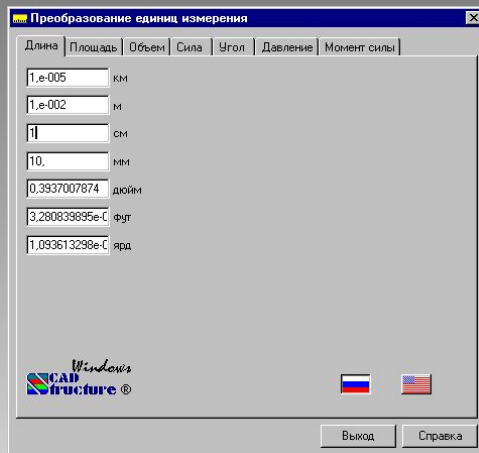 Преобразование единиц измерения
Длина Площадь Объем Сила Угол Давление Момент силы
1,e-005 км
1,e-002 м
1 см
10, мм
0,3937007874 дюйм
3,280839895e-0 фут
1,093613298e-0 ярд
Windows
SCAD
Structure ®
Выход Справка